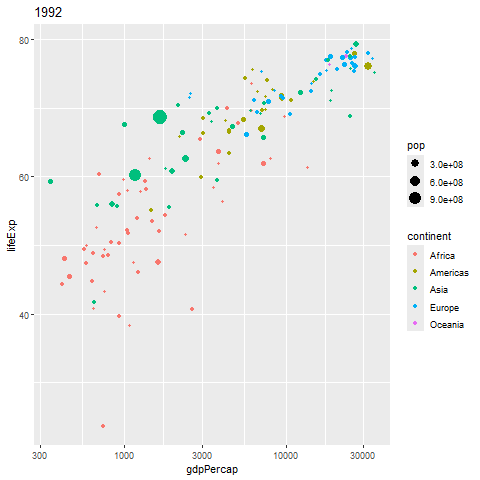 1992
80
60
40
lifeExp
300
1000
3000
10000
30000
gdpPercap
pop
3.0e+08
6.0e+08
9.0e+08
continent
Africa
Americas
Asia
Europe
Oceania